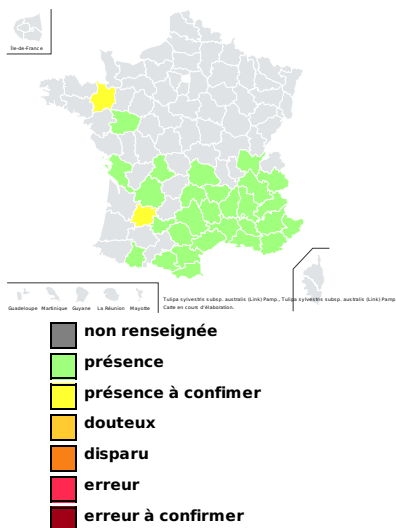 Île-de-France
Guadeloupe Martinique Guyane La Réunion Mayotte
Tulipa sylvestris subsp. australis (Link) Pamp., Tulipa sylvestris subsp. australis (Link) Pamp
Carte en cours d'élaboration.
non renseignée
présence
présence à confimer
douteux
disparu
erreur
erreur à confirmer